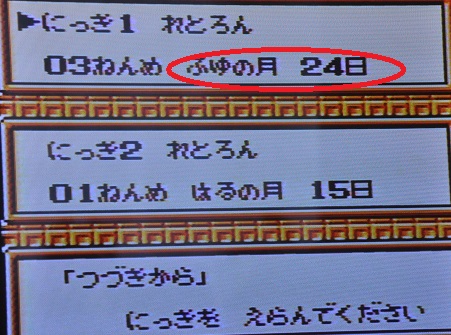 ▶にっき1 れとろん
03ねんめ ふゆの月 24日
にっき2 れとろん
01ねんめ はるの月 15日
「つづきから」
にっきを えらんでください